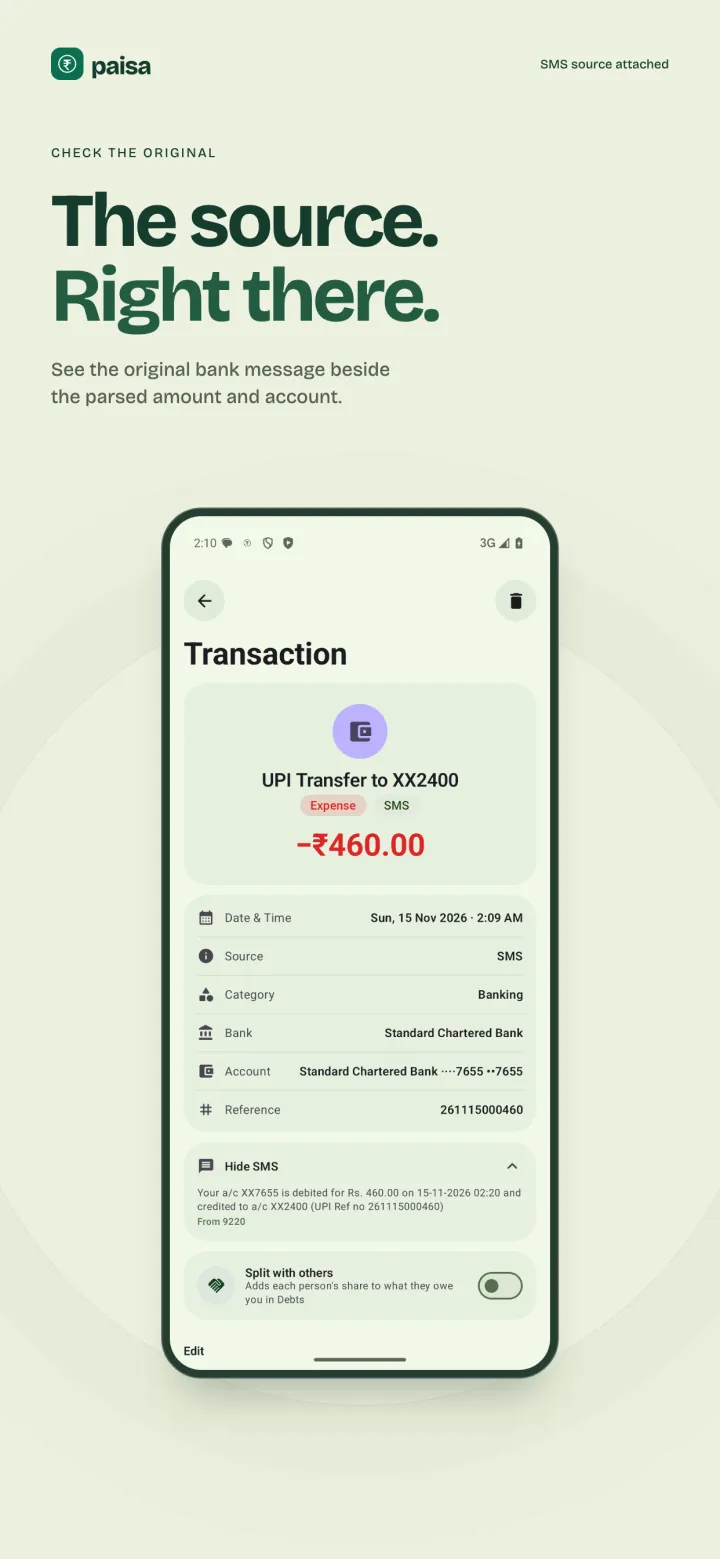 paisa
SMS source attached
CHECK THE ORIGINAL
The source.
Right there.
See the original bank message beside
the parsed amount and account.
2:10
3G
Transaction
UPI Transfer to XX2400
Expense SMS
−₹460.00
Date & Time Sun, 15 Nov 2026 · 2:09 AM
Source SMS
Category Banking
Bank Standard Chartered Bank
Account Standard Chartered Bank ····7655 ••7655
Reference 261115000460
Hide SMS
Your a/c XX7655 is debited for Rs. 460.00 on 15-11-2026 02:20 and
credited to a/c XX2400 (UPI Ref no 261115000460)
From 9220
Split with others
Adds each person's share to what they owe
you in Debts
Edit